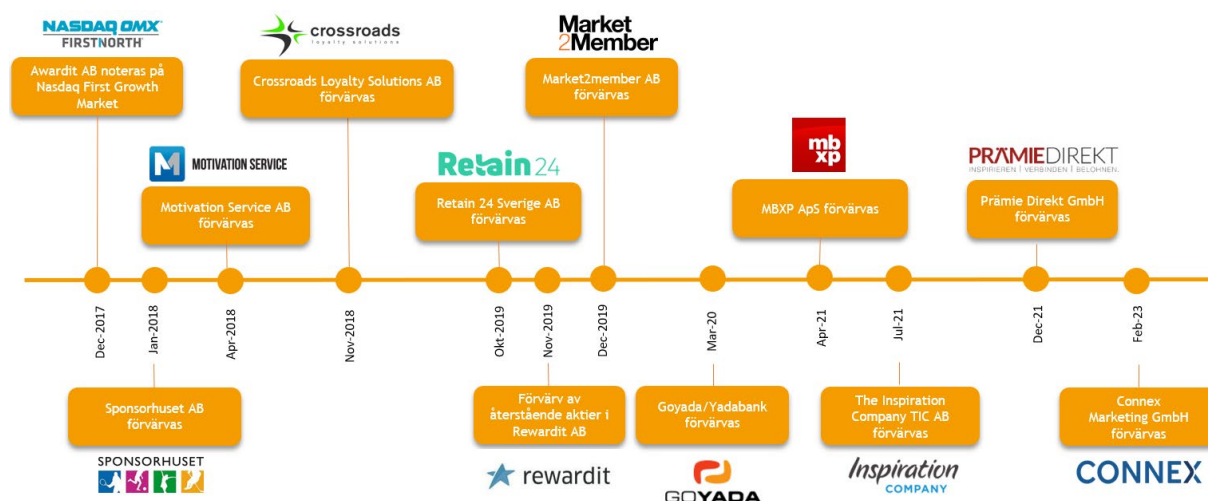 NASDAQ OMX
FIRSTNORTH
Awardit AB noteras på
Nasdaq First Growth
Market
crossroads
loyalty solutions
Crossroads Loyalty Solutions AB
förvärvas
Market
2Member
Market2member AB
förvärvas
M MOTIVATION SERVICE
Motivation Service AB
förvärvas
Retain 24
Retain 24 Sverige AB
förvärvas
mb
xp
MBXP ApS förvärvas
PRÄMIEDIREKT
INSPIRIEREN | VERBINDEN | BELOHNEN.
Prämie Direkt GmbH
förvärvas
Dec-2017
Jan-2018
Apr-2018
Nov-2018
Okt-2019
Nov-2019
Dec-2019
Mar-20
Apr-21
Jul-21
Dec-21
Feb-23
Sponsorhuset AB
förvärvas
SPONSORHUSET
Förvärv av
återstående aktier i
Rewardit AB
rewardit
Goyada/Yadabank
förvärvas
GOYADA
The Inspiration
Company TIC AB
förvärvas
Inspiration
COMPANY
Connex
Marketing GmbH
förvärvas
CONNEX